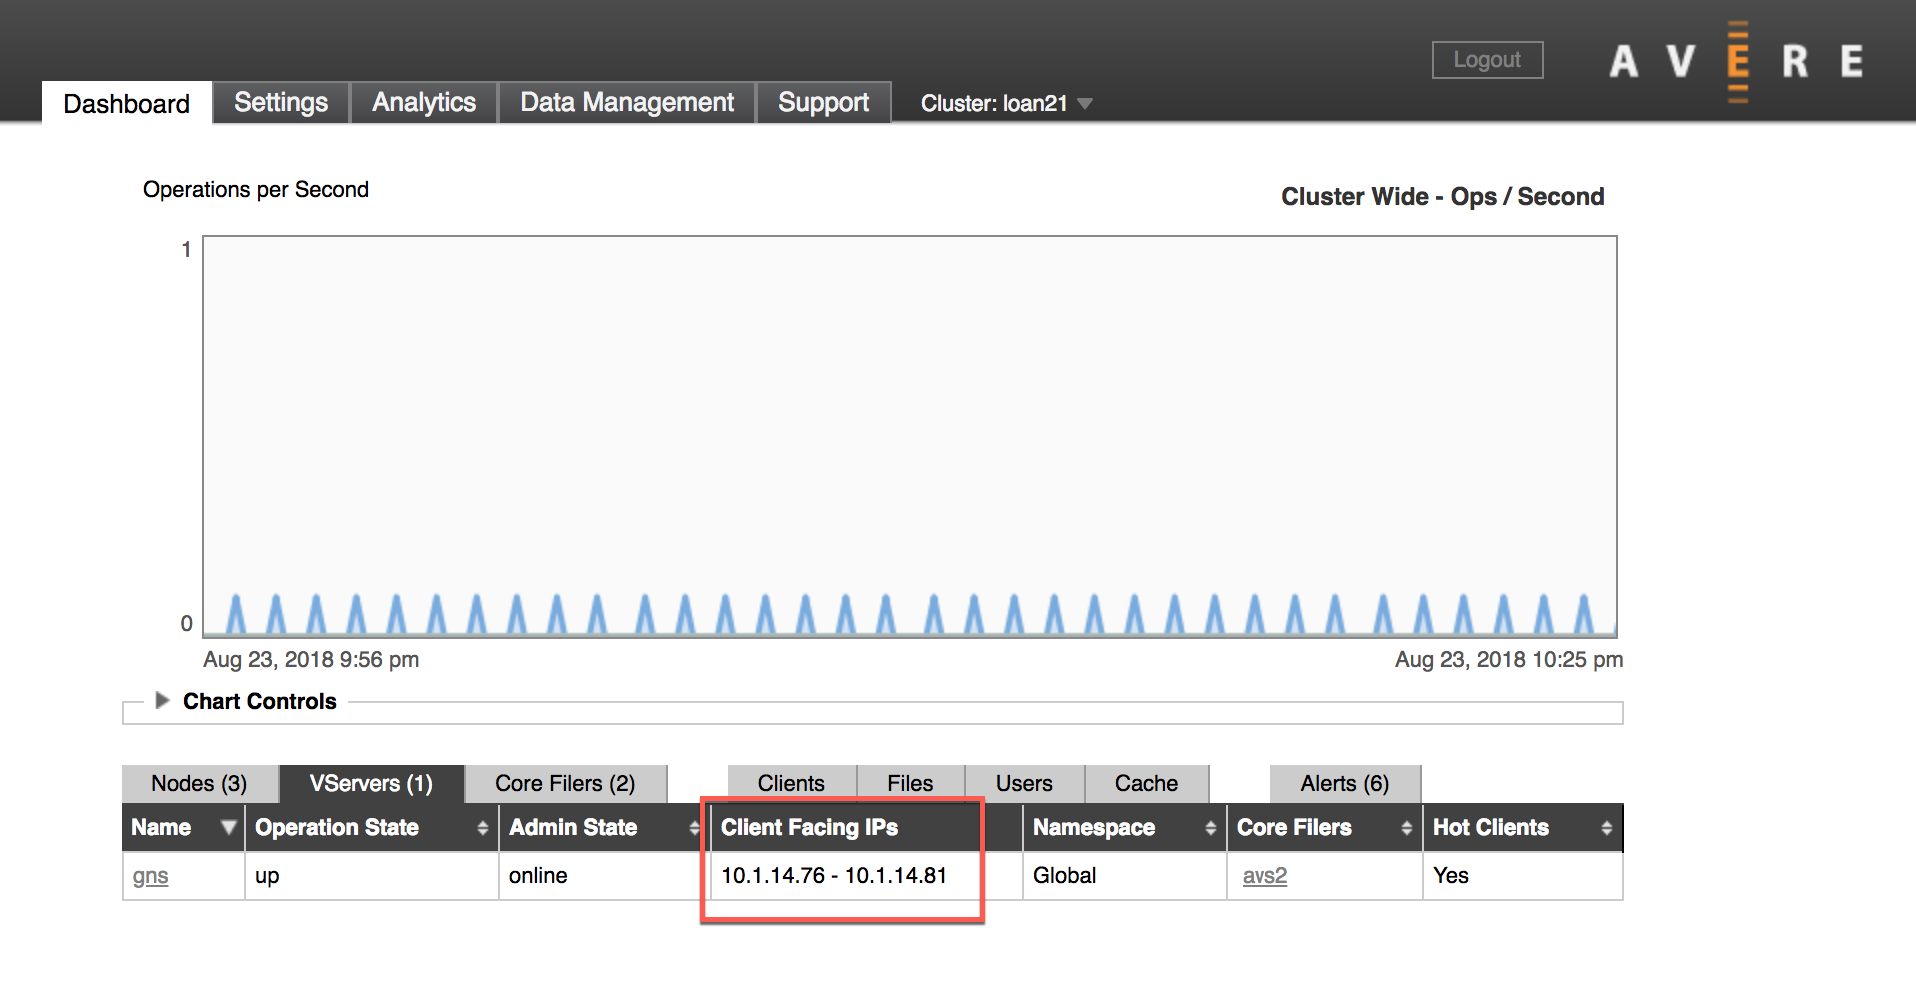 Logout
AVERE
Dashboard Settings Analytics Data Management Support Cluster: loan21
Operations per Second
Cluster Wide - Ops / Second
1
0
Aug 23, 2018 9:56 pm Aug 23, 2018 10:25 pm
Chart Controls
Nodes (3) VServers (1) Core Filers (2) Clients Files Users Cache Alerts (6)
Name Operation State Admin State Client Facing IPs Namespace Core Filers Hot Clients
gns up online 10.1.14.76 - 10.1.14.81 Global avs2 Yes